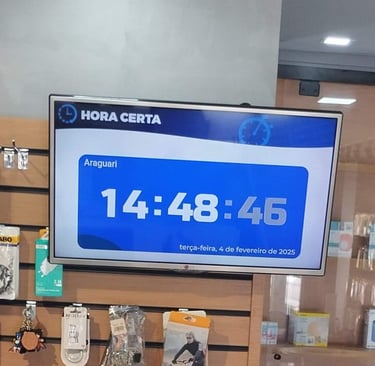 HORA CERTA
Araguari
14:48:46
terça-feira, 4 de fevereiro de 2025